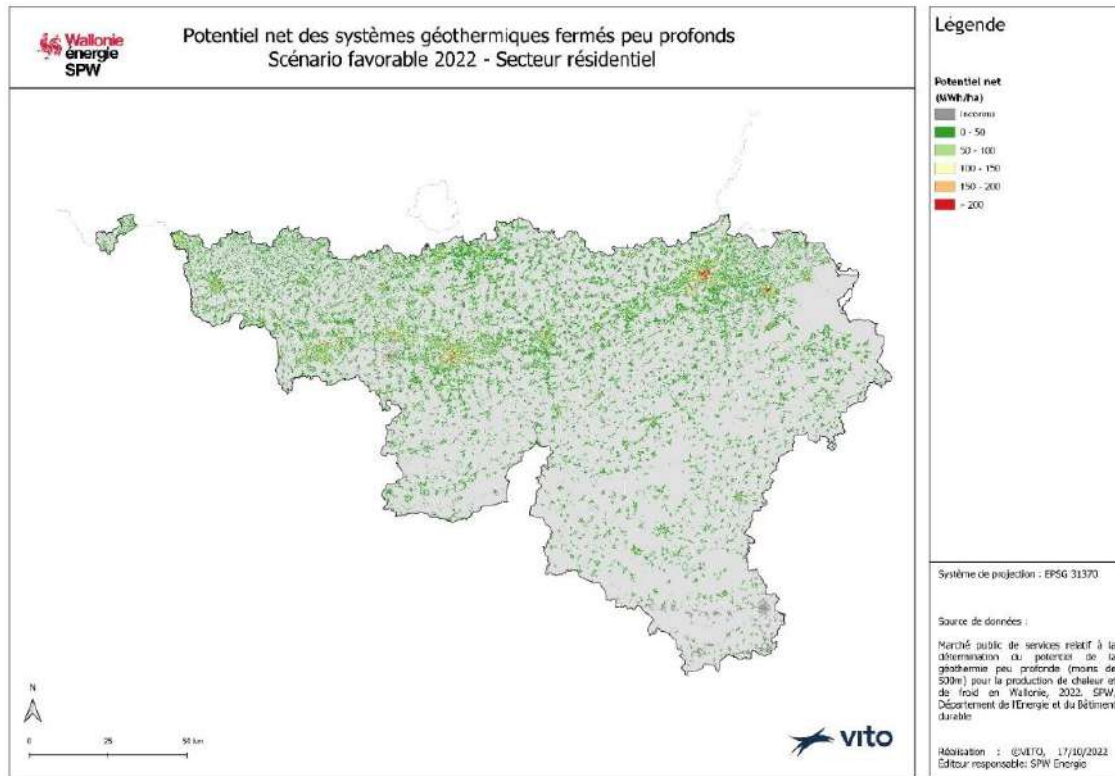 Wallonie
énergie
SPW
Potentiel net des systèmes géothermiques fermés peu profonds
Scénario favorable 2022 - Secteur résidentiel
Légende
Potentiel net
(MWh/ha)
Inconnu
0 - 50
50 - 100
100 - 150
150 - 200
> 200
N
0 25 50 km
vito
Système de projection : EPSG 31370
Source de données :
Marché public de services relatif à la
détermination du potentiel de la
géothermie peu profonde (moins de
500m) pour la production de chaleur et
de froid en Wallonie, 2022. SPW,
Département de l'Energie et du Bâtiment
durable
Réalisation : ©VITO, 17/10/2022
Éditeur responsable: SPW Energie